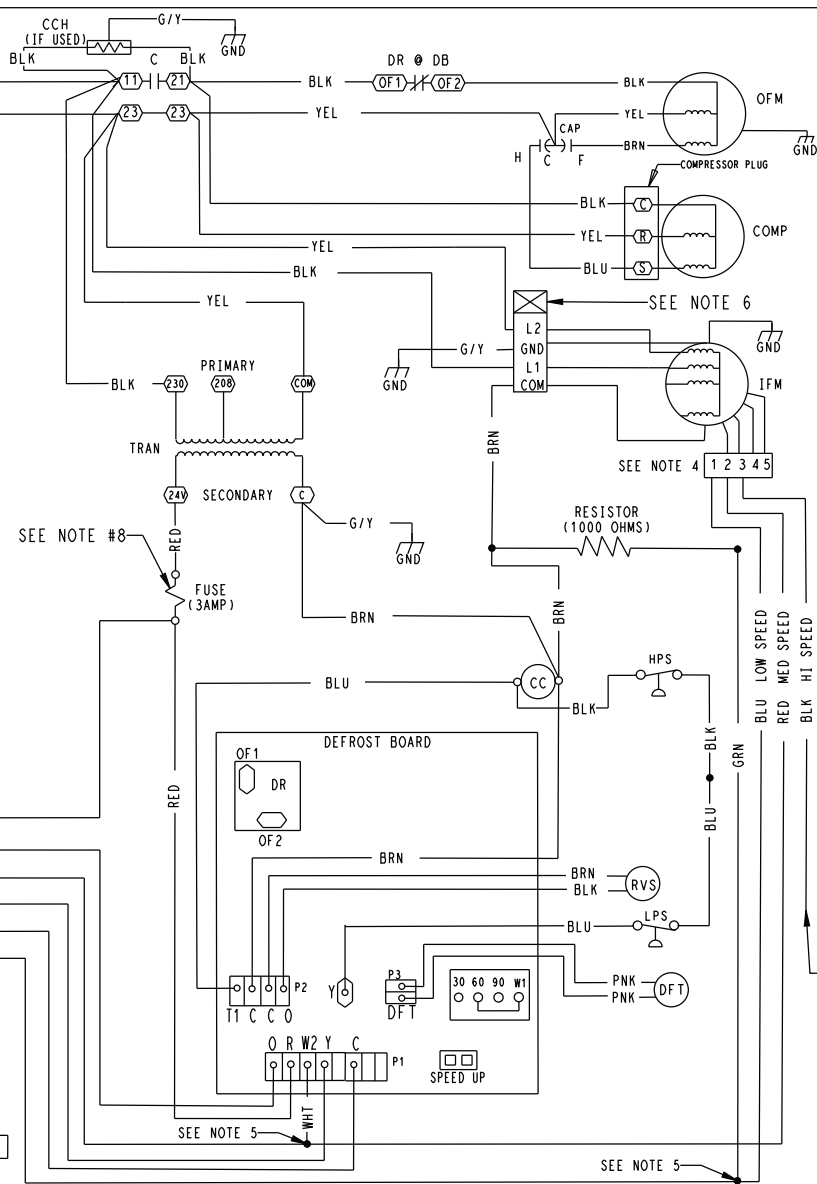 G/Y
CCH
(IF USED)
BLK
C
BLK
GND
11
21
BLK
DR @ DB
OF1
OF2
BLK
OFM
23
23
YEL
YEL
CAP
H
C
F
BRN
GND
COMPRESSOR PLUG
BLK
C
YEL
R
COMP
BLU
S
YEL
BLK
YEL
SEE NOTE 6
L2
GND
L1
COM
G/Y
GND
GND
IFM
PRIMARY
BLK
230
208
COM
TRAN
BRN
SEE NOTE 4
1 2 3 4 5
24V
SECONDARY
C
G/Y
GND
RESISTOR
(1000 OHMS)
SEE NOTE #8
RED
FUSE
(3AMP)
BRN
BRN
BLU LOW SPEED
RED MED SPEED
BLK HI SPEED
BLU
CC
BLK
HPS
BLK
GRN
DEFROST BOARD
OF1
DR
OF2
RED
BLU
BRN
BRN
BLK
RVS
BLU
LPS
P2
T1 C C O
Y
P3
DFT
30 60 90 W1
PNK
PNK
DFT
O R W2 Y C
P1
SPEED UP
WHT
SEE NOTE 5
SEE NOTE 5